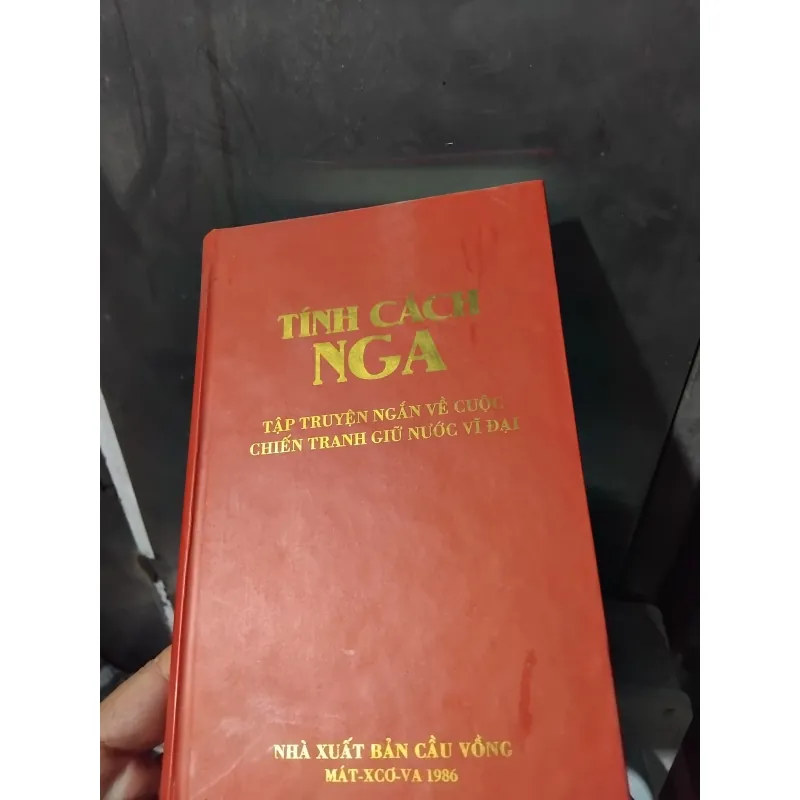 TÍNH CÁCH
NGA
TẬP TRUYỆN NGẮN VỀ CUỘC
CHIẾN TRANH GIỮ NƯỚC VĨ ĐẠI
NHÀ XUẤT BẢN CẦU VỒNG
MÁT-XCƠ-VA 1986